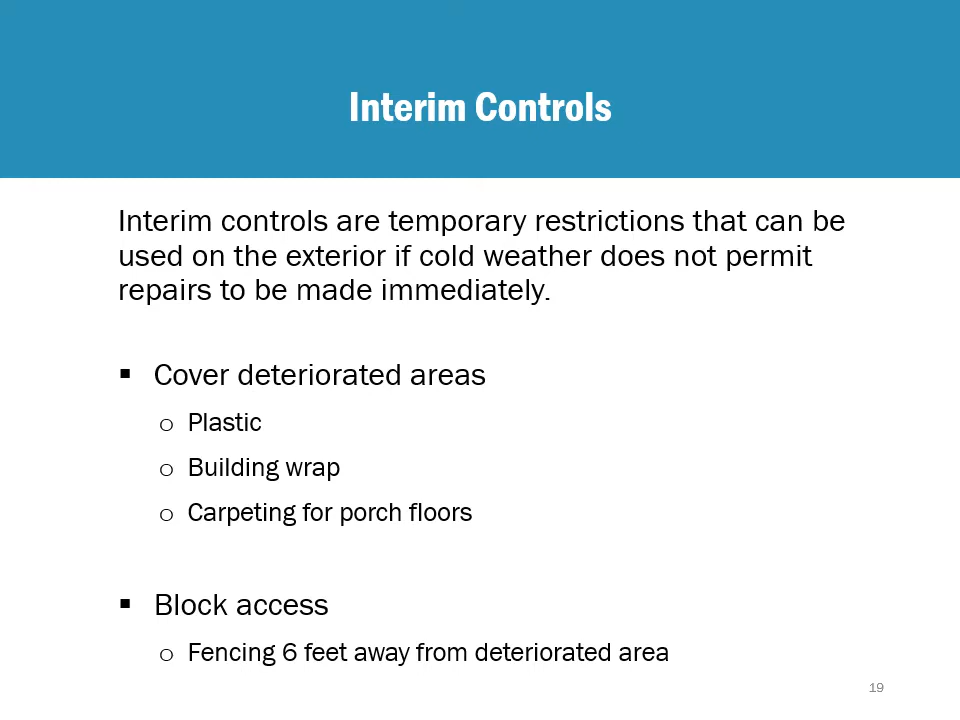 Interim Controls
Interim controls are temporary restrictions that can be
used on the exterior if cold weather does not permit
repairs to be made immediately.
▪ Cover deteriorated areas
o Plastic
o Building wrap
o Carpeting for porch floors
▪ Block access
o Fencing 6 feet away from deteriorated area
19